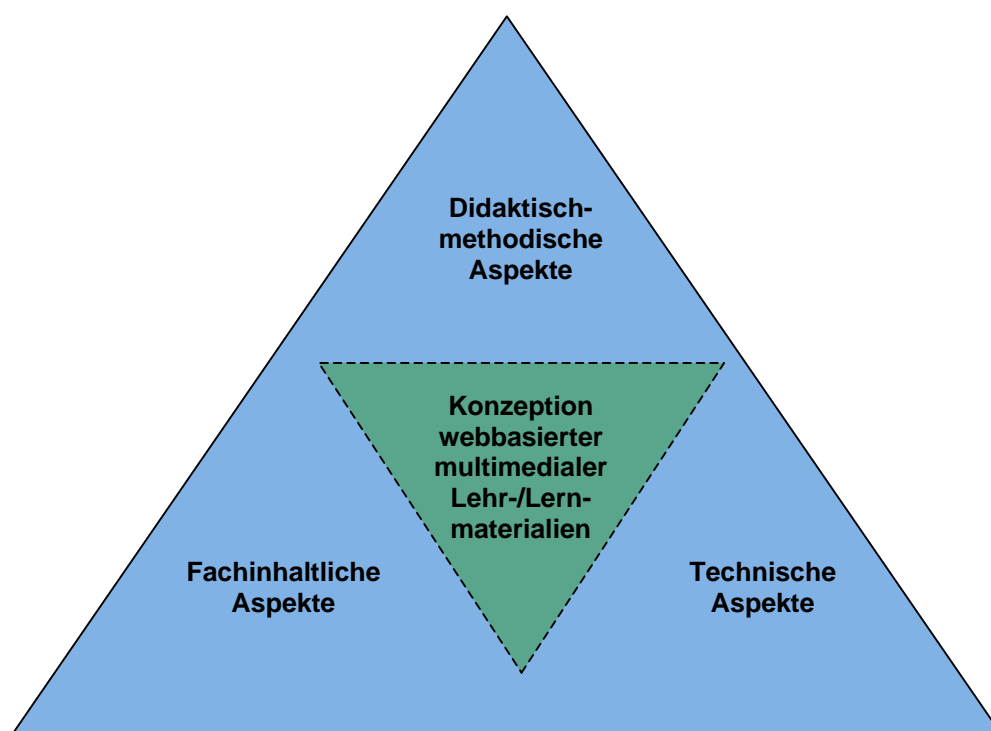 Didaktisch-
methodische
Aspekte
Konzeption
webbasierter
multimedialer
Lehr-/Lern-
materialien
Fachinhaltliche
Aspekte
Technische
Aspekte